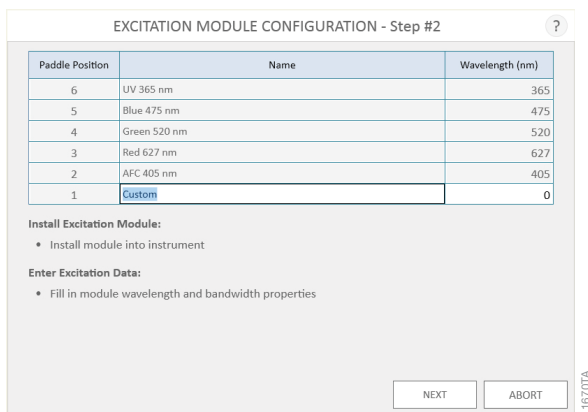 EXCITATION MODULE CONFIGURATION - Step #2 ?
Paddle Position Name Wavelength (nm)
6 UV 365 nm 365
5 Blue 475 nm 475
4 Green 520 nm 520
3 Red 627 nm 627
2 AFC 405 nm 405
1 Custom 0
Install Excitation Module:
• Install module into instrument
Enter Excitation Data:
• Fill in module wavelength and bandwidth properties
NEXT ABORT
1670TA